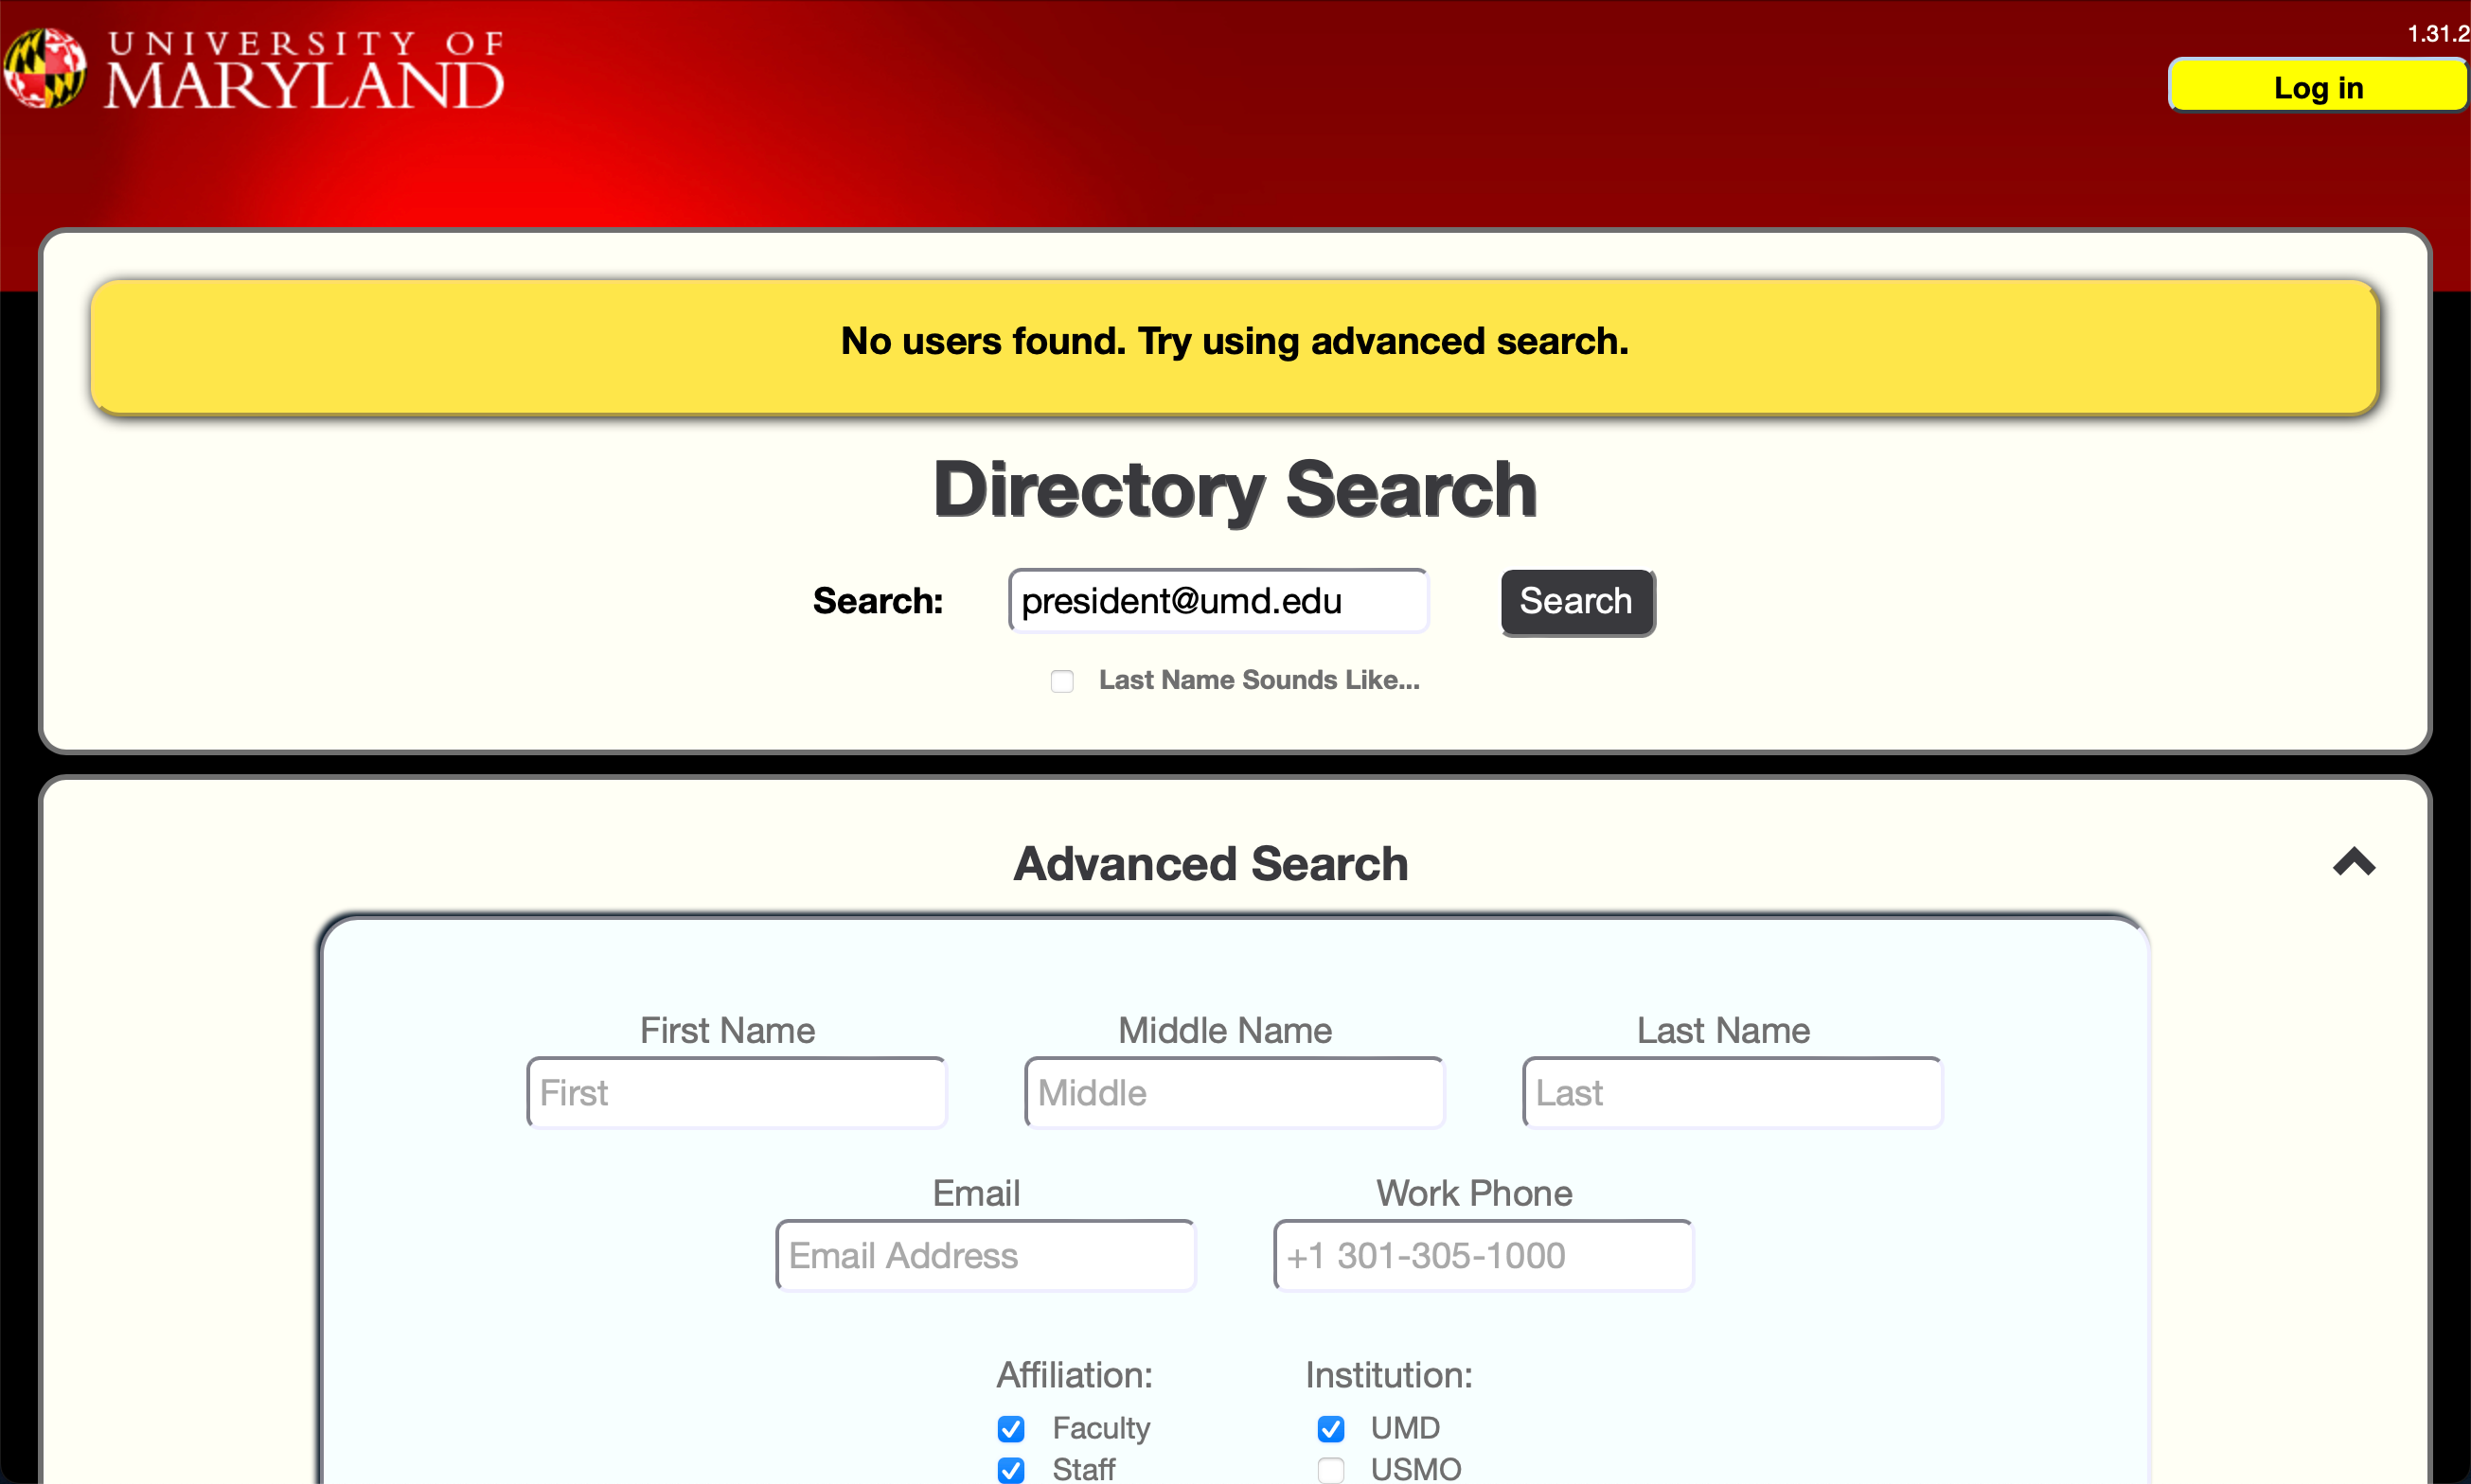 UNIVERSITY OF
MARYLAND
1.31.2
Log in
No users found. Try using advanced search.
Directory Search
Search:
president@umd.edu
Search
Last Name Sounds Like...
Advanced Search
First Name
Middle Name
Last Name
First
Middle
Last
Email
Work Phone
Email Address
+1 301-305-1000
Affiliation:
Institution:
Faculty
UMD
Staff
USMO